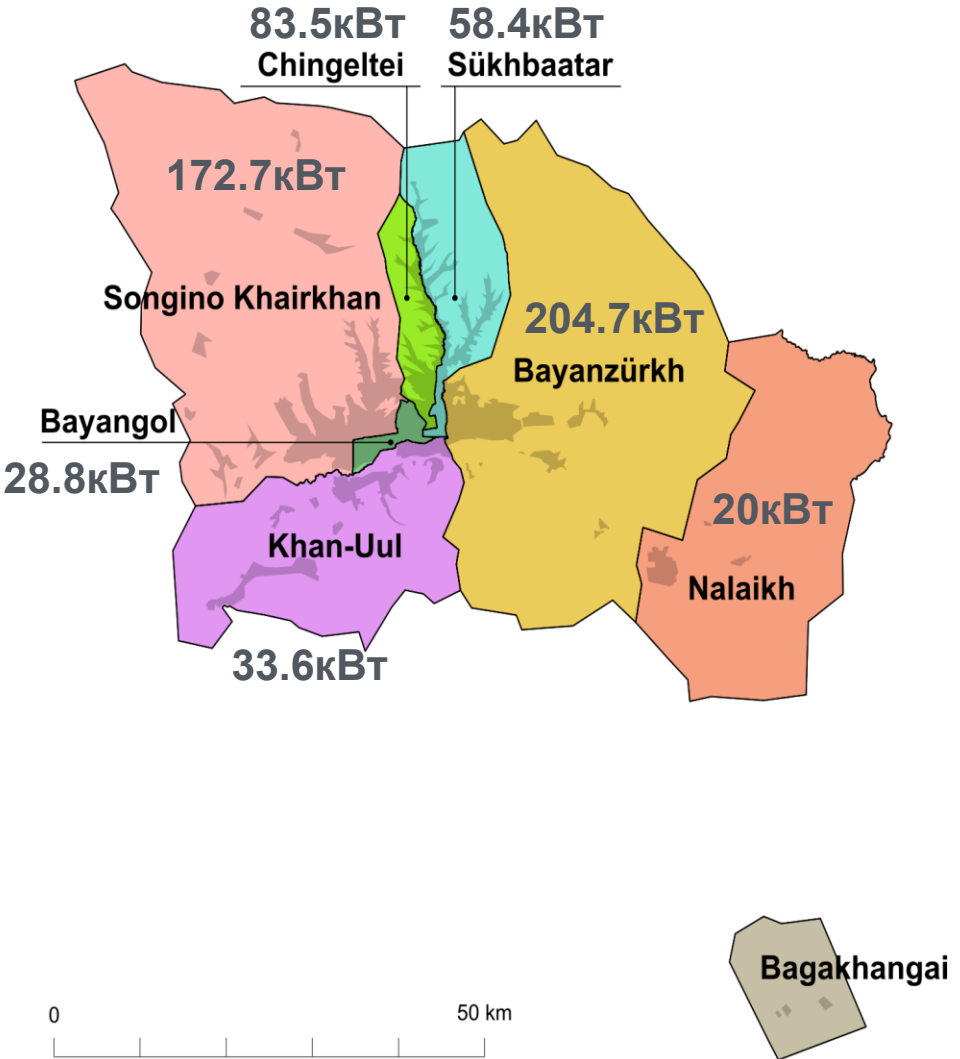 83.5кВт
58.4кВт
Chingeltei
Sükhbaatar
172.7кВт
Songino Khairkhan
204.7кВт
Bayanzürkh
Bayangol
28.8кВт
20кВт
Khan-Uul
Nalaikh
33.6кВт
Bagakhangai
0
50 km